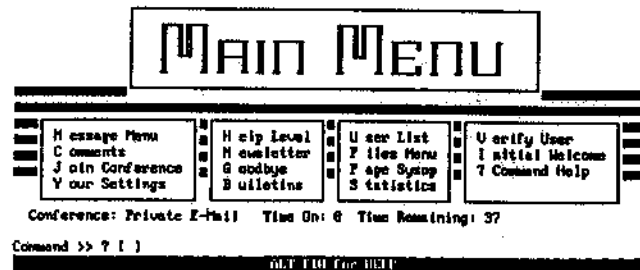 MAIN MENU
M essage Menu
C omments
J oin Conference
Y our Settings
H elp Level
N ewsletter
G oodbye
B ulletins
U ser List
F iles Menu
P age Sysop
S tatistics
V erify User
I nitial Welcome
? Command Help
Conference: Private E-Mail Time On: 0 Time Remaining: 37
Command >> ? [ ]
for HELP